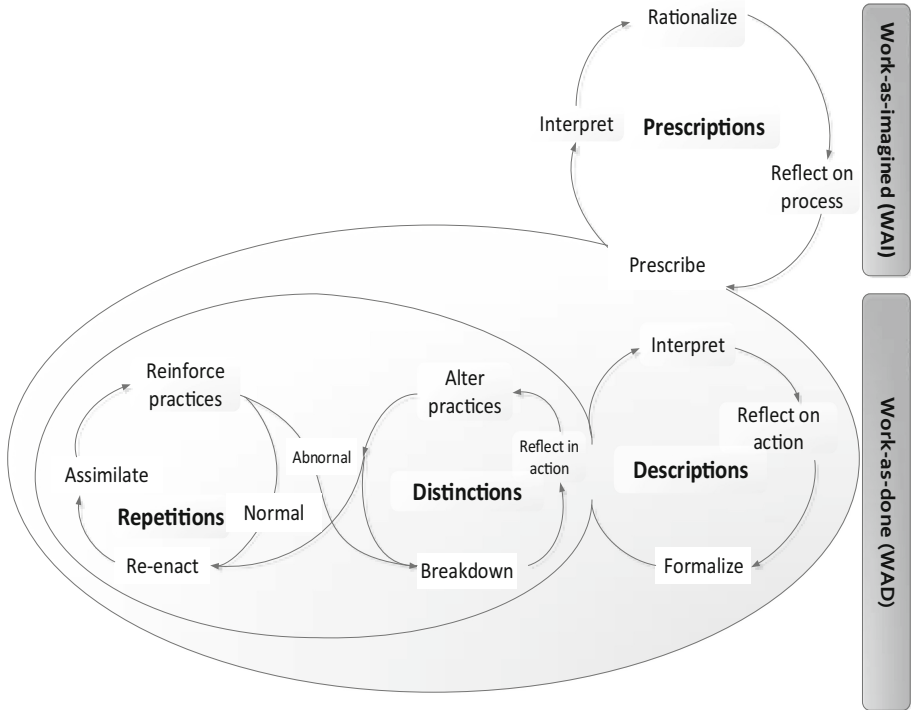 Rationalize
Interpret
Prescriptions
Reflect on
process
Prescribe
Work-as-imagined (WAI)
Interpret
Reinforce
practices
Alter
practices
Reflect on
action
Abnornal
Reflect in
action
Assimilate
Distinctions
Descriptions
Repetitions
Normal
Re-enact
Breakdown
Formalize
Work-as-done (WAD)